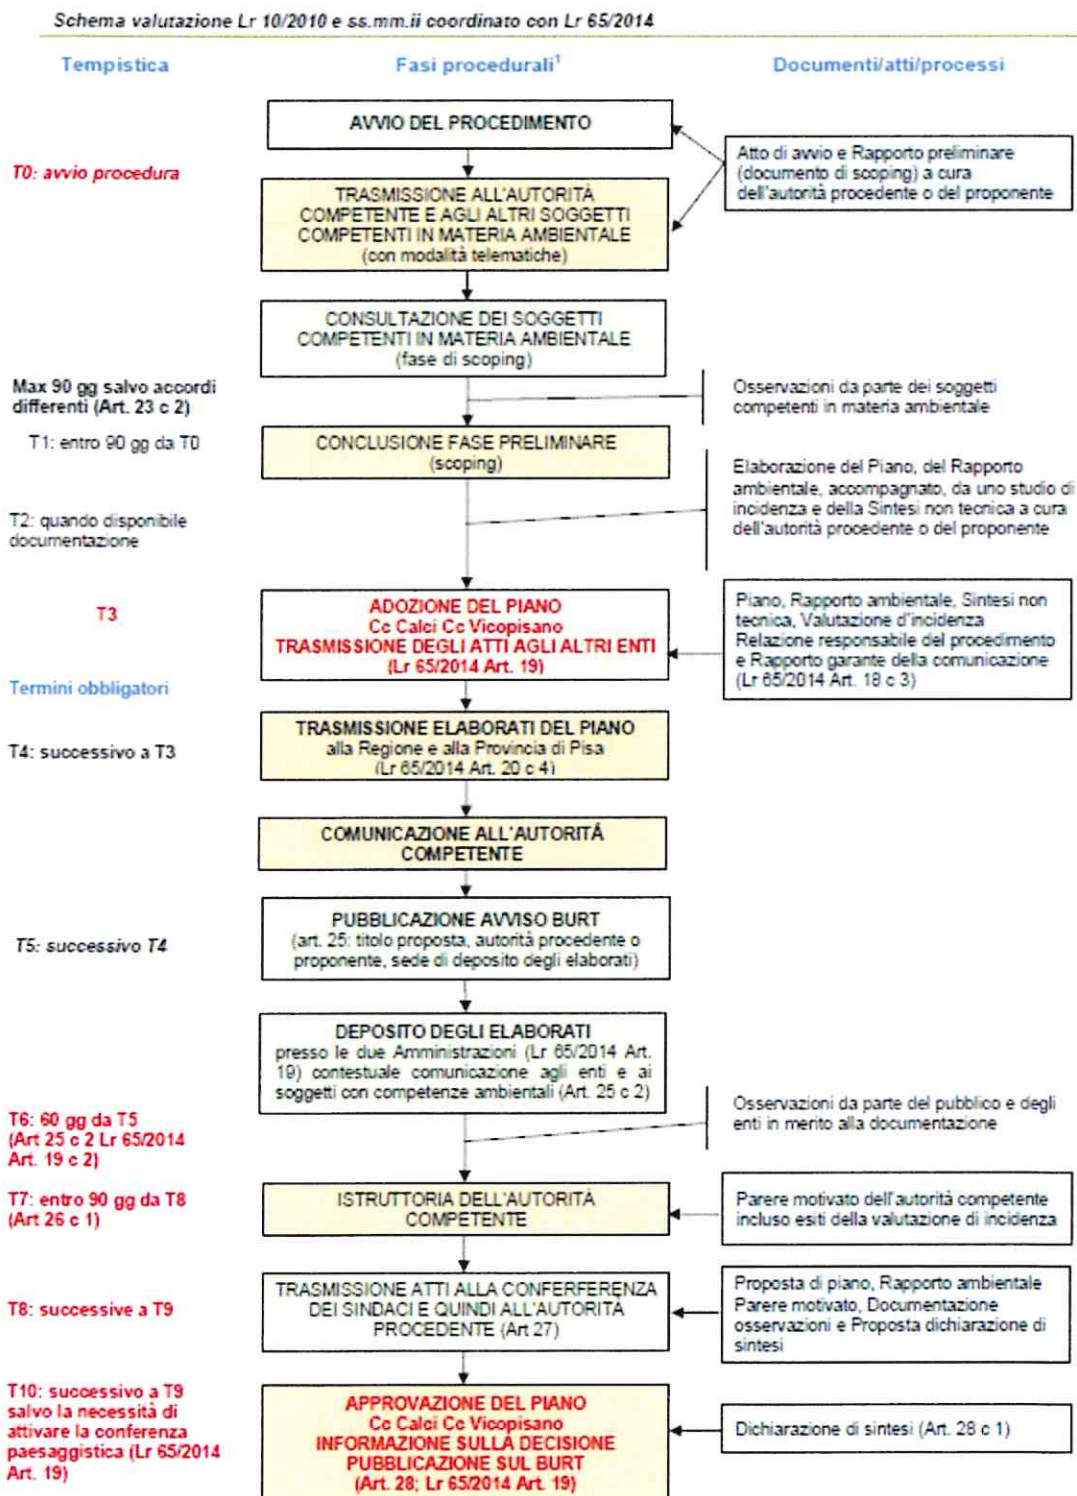 Schema valutazione Lr 10/2010 e ss.mm.ii coordinato con Lr 65/2014
Tempistica
Fasi procedurali¹
Documenti/atti/processi
AVVIO DEL PROCEDIMENTO
T0: avvio procedura
Atto di avvio e Rapporto preliminare
(documento di scoping) a cura
dell'autorità procedente o del proponente
TRASMISSIONE ALL'AUTORITÀ
COMPETENTE E AGLI ALTRI SOGGETTI
COMPETENTI IN MATERIA AMBIENTALE
(con modalità telematiche)
CONSULTAZIONE DEI SOGGETTI
COMPETENTI IN MATERIA AMBIENTALE
(fase di scoping)
Max 90 gg salvo accordi
differenti (Art. 23 c 2)
Osservazioni da parte dei soggetti
competenti in materia ambientale
T1: entro 90 gg da T0
CONCLUSIONE FASE PRELIMINARE
(scoping)
Elaborazione del Piano, del Rapporto
ambientale, accompagnato, da uno studio di
incidenza e della Sintesi non tecnica a cura
dell'autorità procedente o del proponente
T2: quando disponibile
documentazione
T3
ADOZIONE DEL PIANO
Cc Calci Cc Vicopisano
TRASMISSIONE DEGLI ATTI AGLI ALTRI ENTI
(Lr 65/2014 Art. 19)
Piano, Rapporto ambientale, Sintesi non
tecnica, Valutazione d'incidenza
Relazione responsabile del procedimento
e Rapporto garante della comunicazione
(Lr 65/2014 Art. 18 c 3)
Termini obbligatori
T4: successivo a T3
TRASMISSIONE ELABORATI DEL PIANO
alla Regione e alla Provincia di Pisa
(Lr 65/2014 Art. 20 c 4)
COMUNICAZIONE ALL'AUTORITÁ
COMPETENTE
T5: successivo T4
PUBBLICAZIONE AVVISO BURT
(art. 25: titolo proposta, autorità procedente o
proponente, sede di deposito degli elaborati)
DEPOSITO DEGLI ELABORATI
presso le due Amministrazioni (Lr 65/2014 Art.
19) contestuale comunicazione agli enti e ai
soggetti con competenze ambientali (Art. 25 c 2)
T6: 60 gg da T5
(Art 25 c 2 Lr 65/2014
Art. 19 c 2)
Osservazioni da parte del pubblico e degli
enti in merito alla documentazione
T7: entro 90 gg da T8
(Art 26 c 1)
ISTRUTTORIA DELL'AUTORITÀ
COMPETENTE
Parere motivato dell'autorità competente
incluso esiti della valutazione di incidenza
T8: successive a T9
TRASMISSIONE ATTI ALLA CONFERFERENZA
DEI SINDACI E QUINDI ALL'AUTORITÀ
PROCEDENTE (Art 27)
Proposta di piano, Rapporto ambientale
Parere motivato, Documentazione
osservazioni e Proposta dichiarazione di
sintesi
T10: successivo a T9
salvo la necessità di
attivare la conferenza
paesaggistica (Lr 65/2014
Art. 19)
APPROVAZIONE DEL PIANO
Cc Calci Cc Vicopisano
INFORMAZIONE SULLA DECISIONE
PUBBLICAZIONE SUL BURT
(Art. 28; Lr 65/2014 Art. 19)
Dichiarazione di sintesi (Art. 28 c 1)